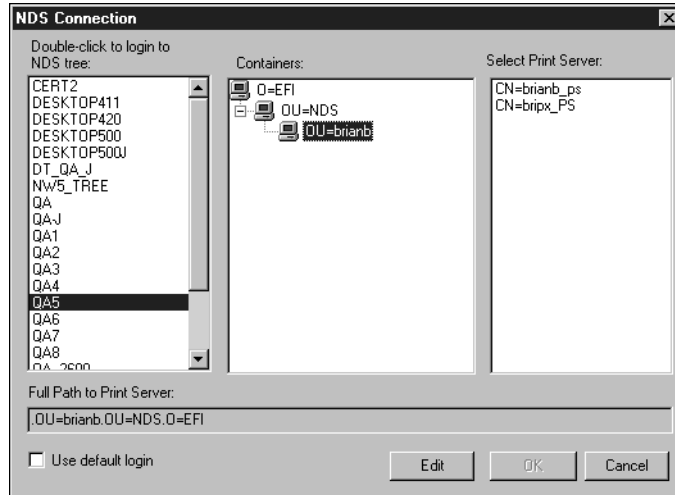 NDS Connection
Double-click to login to
NDS tree:
Containers:
Select Print Server:
CERT2
DESKTOP411
DESKTOP420
DESKTOP500
DESKTOP500J
DT_QA_J
NW5_TREE
QA
QA-J
QA1
QA2
QA3
QA4
QA5
QA6
QA7
QA8
QA_2600
O=EFI
OU=NDS
OU=brianb
CN=brianb_ps
CN=bripx_PS
Full Path to Print Server:
.OU=brianb.OU=NDS.O=EFI
Use default login
Edit
OK
Cancel